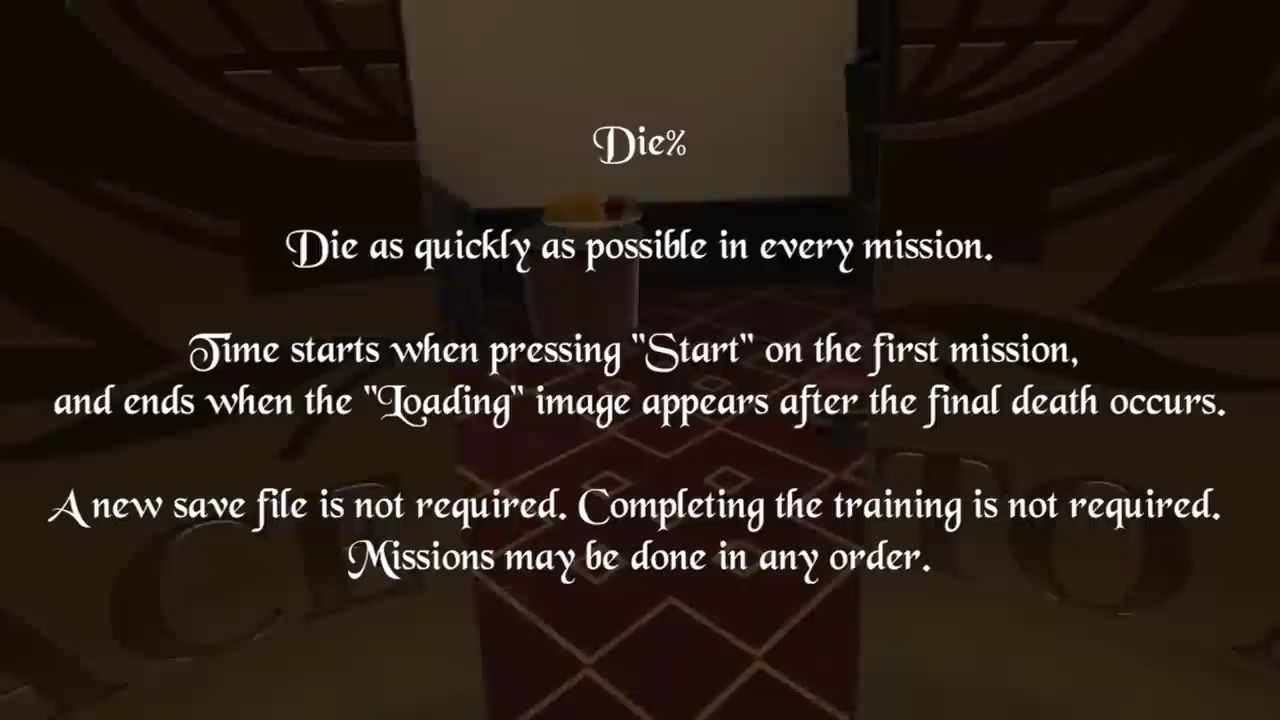 Die%
Die as quickly as possible in every mission.
Time starts when pressing "Start" on the first mission,
and ends when the "Loading" image appears after the final death occurs.
A new save file is not required. Completing the training is not required.
Missions may be done in any order.